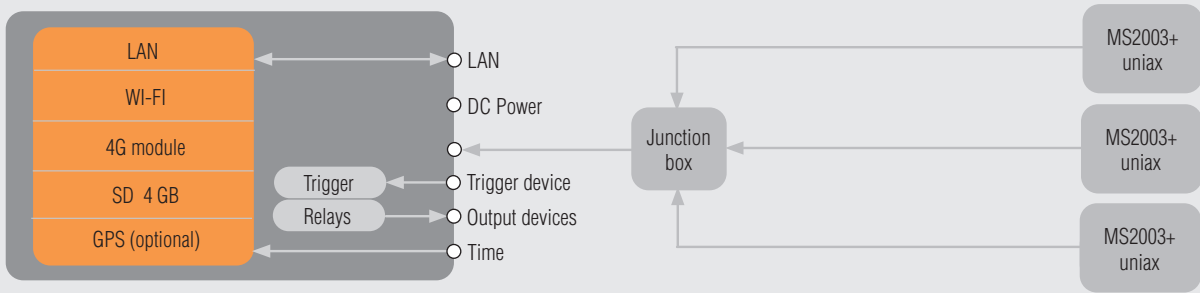 LAN
WI-FI
4G module
SD 4 GB
GPS (optional)
Trigger
Relays
LAN
DC Power
Trigger device
Output devices
Time
Junction
box
MS2003+
uniax
MS2003+
uniax
MS2003+
uniax